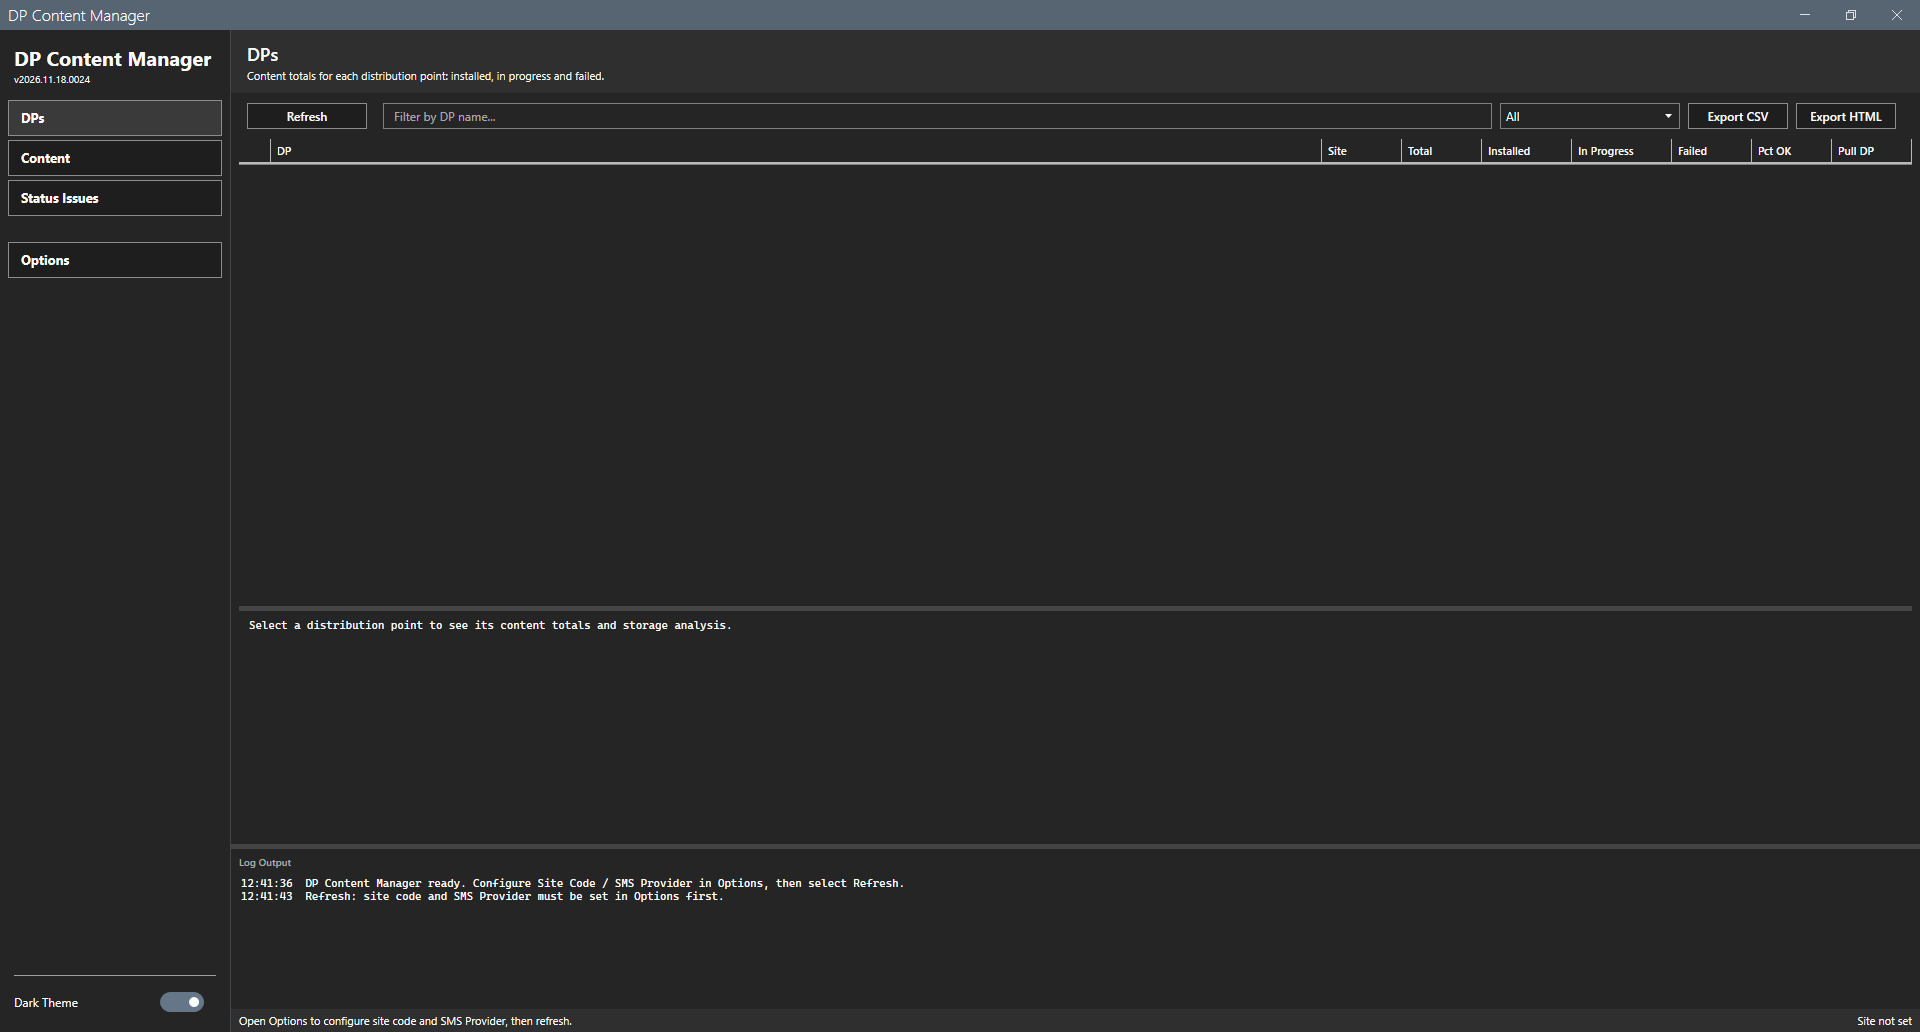 DP Content Manager
DP Content Manager
v2026.11.18.0024
DPs
Content
Status Issues
Options
Dark Theme
DPs
Content totals for each distribution point: installed, in progress and failed.
Refresh
Filter by DP name...
All
Export CSV
Export HTML
DP
Site
Total
Installed
In Progress
Failed
Pct OK
Pull DP
Select a distribution point to see its content totals and storage analysis.
Log Output
12:41:36 DP Content Manager ready. Configure Site Code / SMS Provider in Options, then select Refresh.
12:41:43 Refresh: site code and SMS Provider must be set in Options first.
Open Options to configure site code and SMS Provider, then refresh.
Site not set